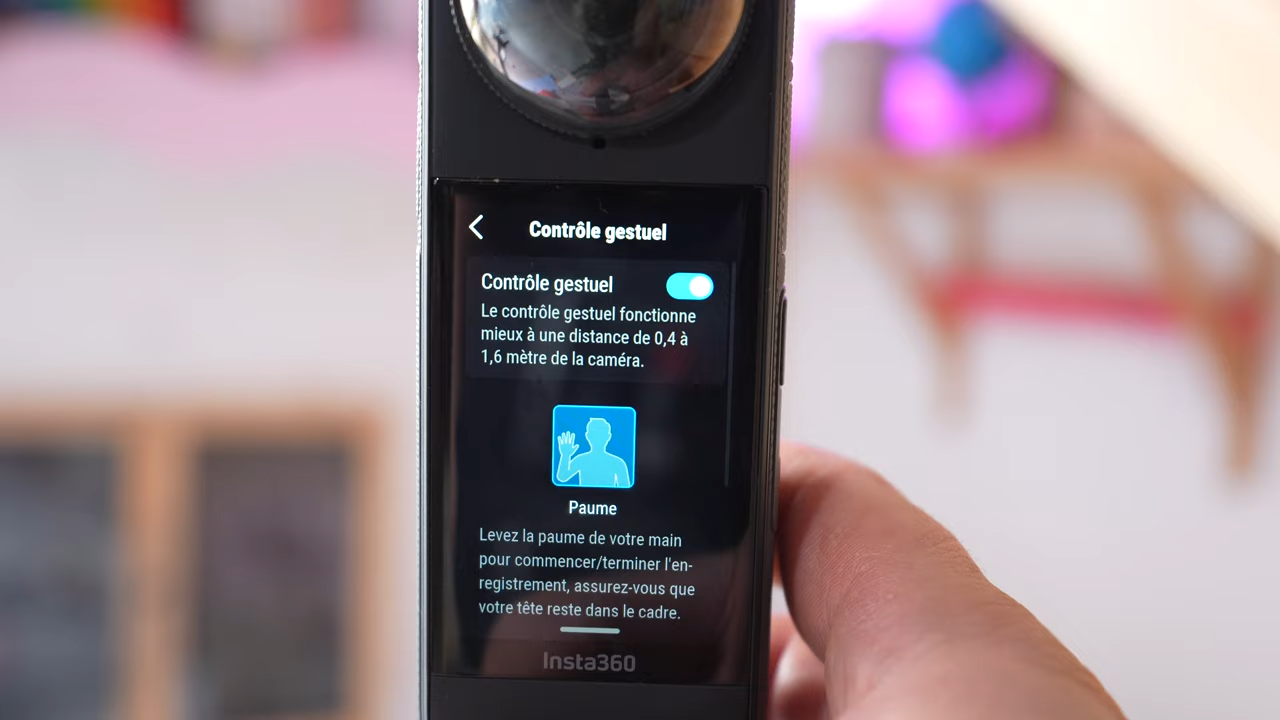 Contrôle gestuel
Contrôle gestuel
Le contrôle gestuel fonctionne
mieux à une distance de 0,4 à
1,6 mètre de la caméra.
Paume
Levez la paume de votre main
pour commencer/terminer l'en-
registrement, assurez-vous que
votre tête reste dans le cadre.
Insta360